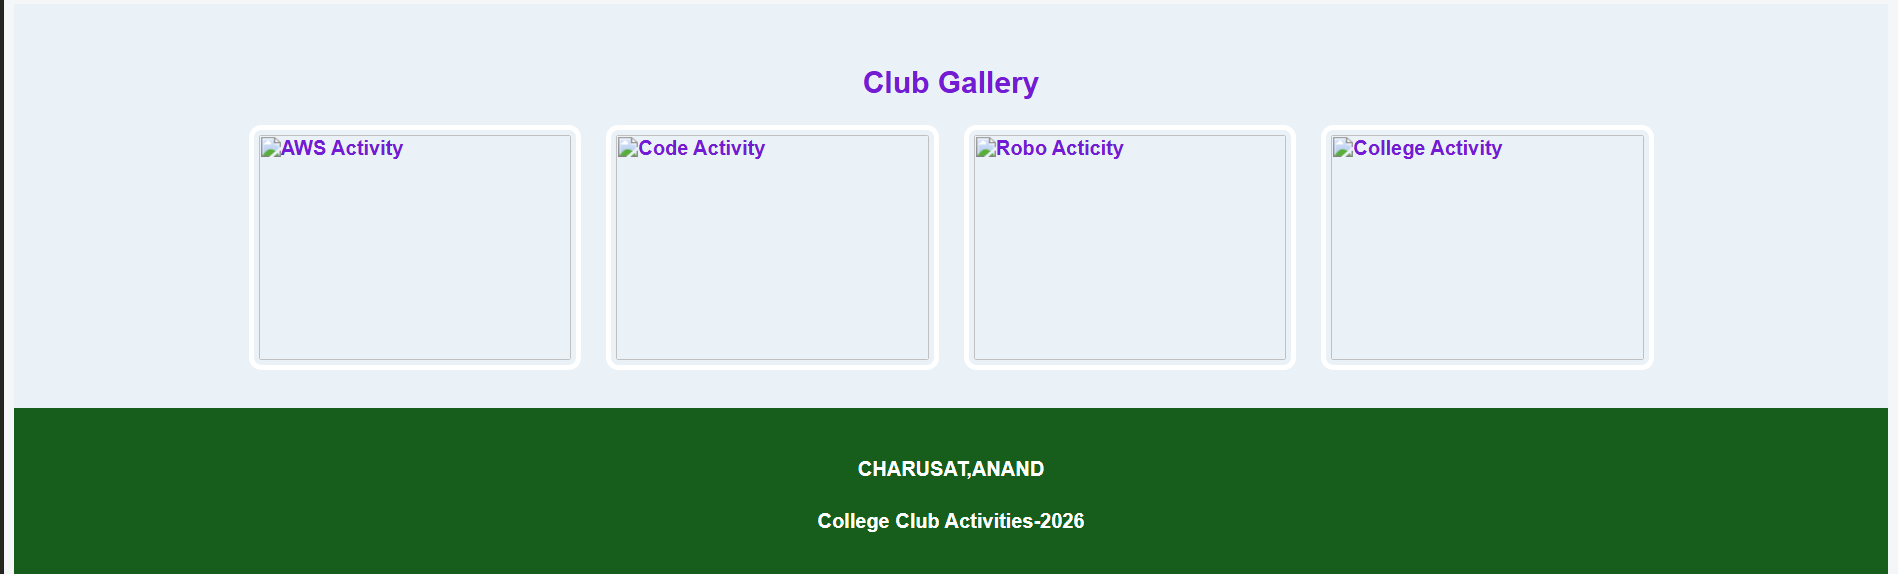 Club Gallery
AWS Activity
Code Activity
Robo Acticity
College Activity
CHARUSAT,ANAND
College Club Activities-2026